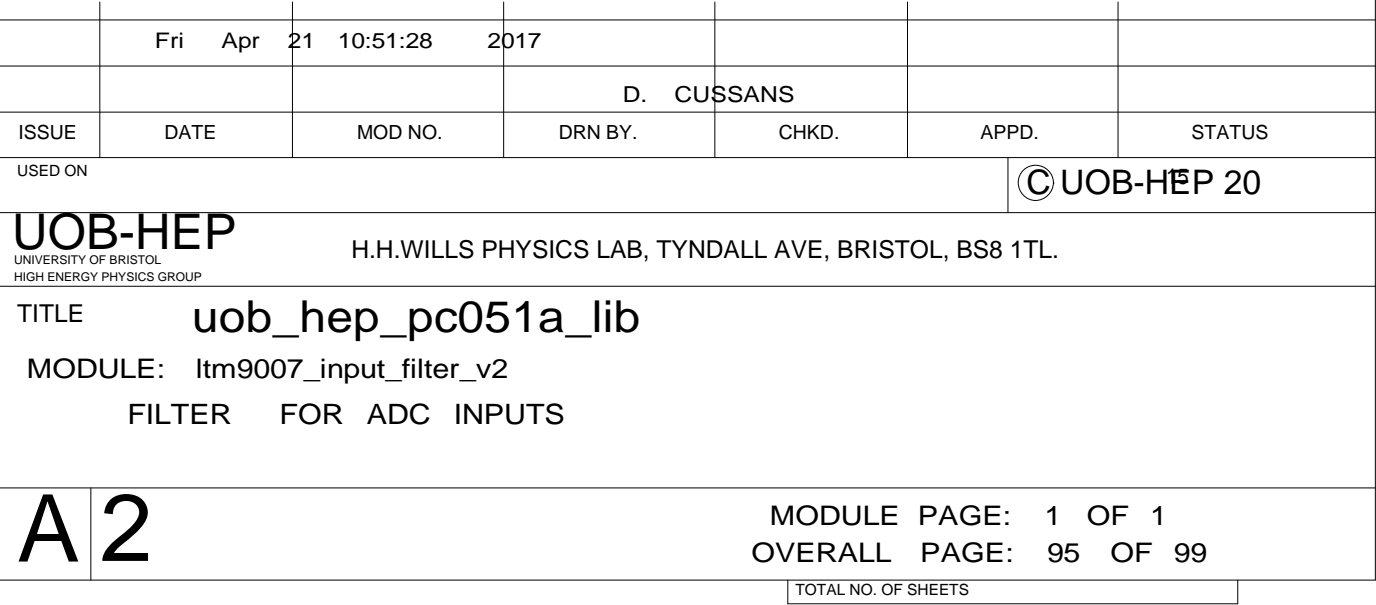 Fri Apr 21 10:51:28 2017
D. CUSSANS
ISSUE DATE MOD NO. DRN BY. CHKD. APPD. STATUS
USED ON
© UOB-HEP 20 15
UOB-HEP
UNIVERSITY OF BRISTOL
HIGH ENERGY PHYSICS GROUP
H.H.WILLS PHYSICS LAB, TYNDALL AVE, BRISTOL, BS8 1TL.
TITLE uob_hep_pc051a_lib
MODULE: ltm9007_input_filter_v2
FILTER FOR ADC INPUTS
A 2
MODULE PAGE: 1 OF 1
OVERALL PAGE: 95 OF 99
TOTAL NO. OF SHEETS